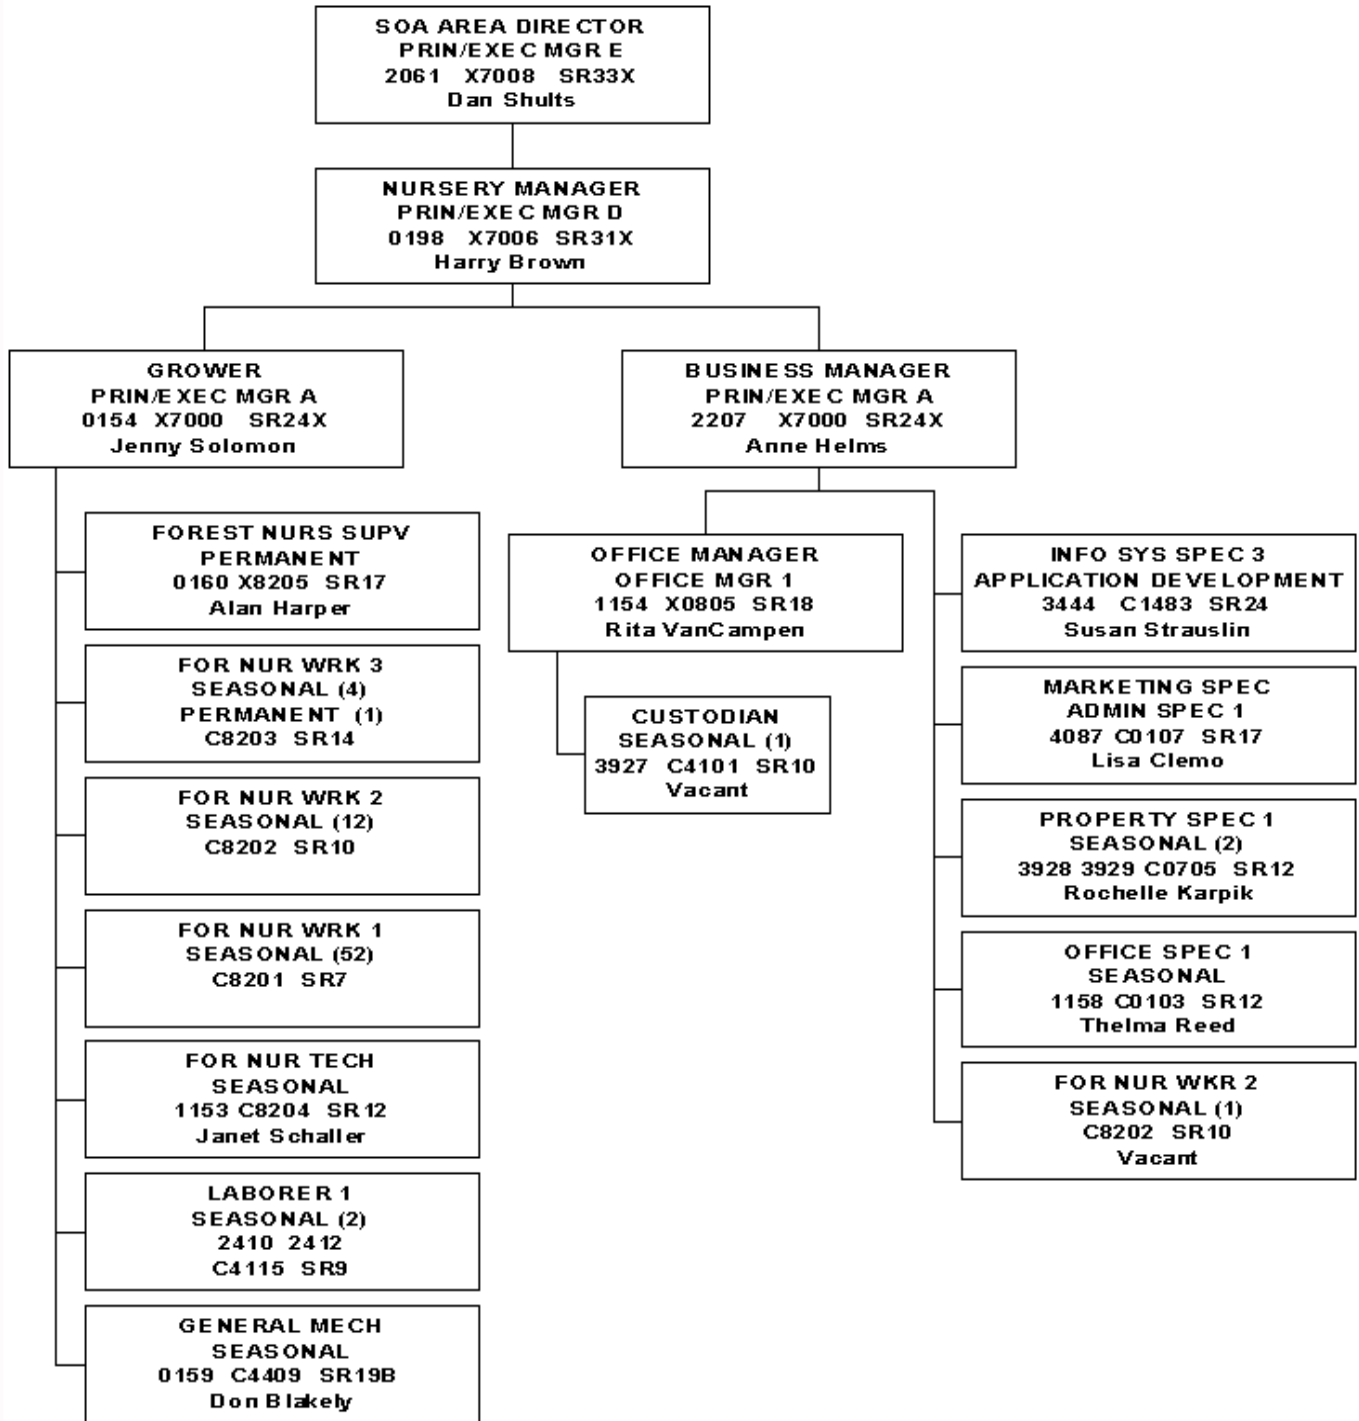 SOA AREA DIRECTOR
PRIN/EXEC MGR E
2061 X7008 SR33X
Dan Shults
NURSERY MANAGER
PRIN/EXEC MGR D
0198 X7006 SR31X
Harry Brown
GROWER
PRIN/EXEC MGR A
0154 X7000 SR24X
Jenny Solomon
FOREST NURS SUPV
PERMANENT
0160 X8205 SR17
Alan Harper
FOR NUR WRK 3
SEASONAL (4)
PERMANENT (1)
C8203 SR14
FOR NUR WRK 2
SEASONAL (12)
C8202 SR10
FOR NUR WRK 1
SEASONAL (52)
C8201 SR7
FOR NUR TECH
SEASONAL
1153 C8204 SR12
Janet Schaller
LABORER 1
SEASONAL (2)
2410 2412
C4115 SR9
GENERAL MECH
SEASONAL
0159 C4409 SR19B
Don Blakely
BUSINESS MANAGER
PRIN/EXEC MGR A
2207 X7000 SR24X
Anne Helms
OFFICE MANAGER
OFFICE MGR 1
1154 X0805 SR18
Rita VanCampen
CUSTODIAN
SEASONAL (1)
3927 C4101 SR10
Vacant
INFO SYS SPEC 3
APPLICATION DEVELOPMENT
3444 C1483 SR24
Susan Strauslin
MARKETING SPEC
ADMIN SPEC 1
4087 C0107 SR17
Lisa Clemo
PROPERTY SPEC 1
SEASONAL (2)
3928 3929 C0705 SR12
Rochelle Karpik
OFFICE SPEC 1
SEASONAL
1158 C0103 SR12
Thelma Reed
FOR NUR WKR 2
SEASONAL (1)
C8202 SR10
Vacant